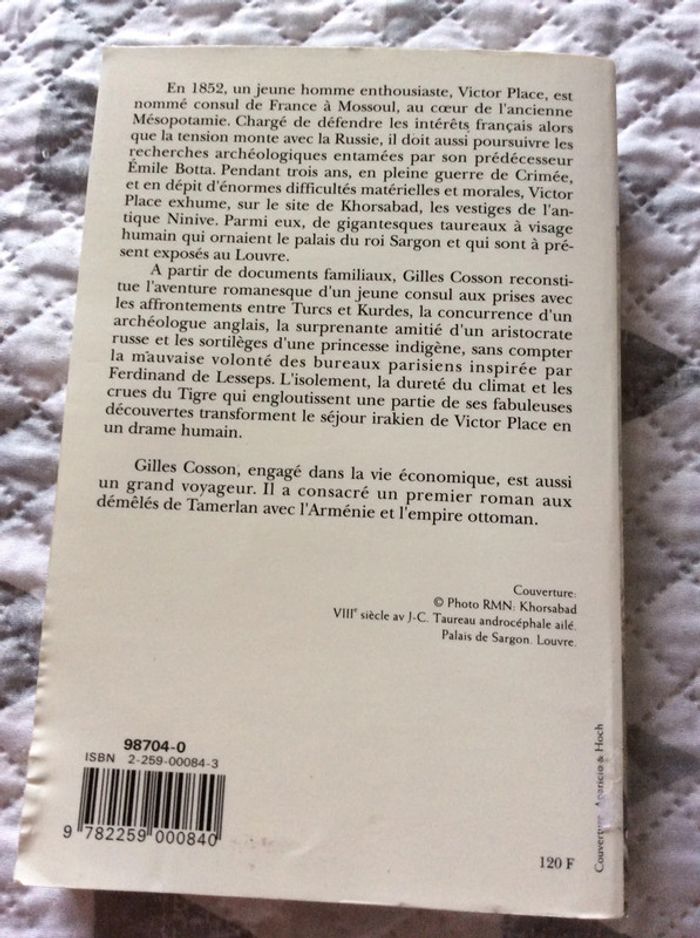 En 1852, un jeune homme enthousiaste, Victor Place, est
nommé consul de France à Mossoul, au cœur de l'ancienne
Mésopotamie. Chargé de défendre les intérêts français alors
que la tension monte avec la Russie, il doit aussi poursuivre les
recherches archéologiques entamées par son prédécesseur
Émile Botta. Pendant trois ans, en pleine guerre de Crimée,
et en dépit d'énormes difficultés matérielles et morales, Victor
Place exhume, sur le site de Khorsabad, les vestiges de l'an-
tique Ninive. Parmi eux, de gigantesques taureaux à visage
humain qui ornaient le palais du roi Sargon et qui sont à pré-
sent exposés au Louvre.
A partir de documents familiaux, Gilles Cosson reconsti-
tue l'aventure romanesque d'un jeune consul aux prises avec
les affrontements entre Turcs et Kurdes, la concurrence d'un
archéologue anglais, la surprenante amitié d'un aristocrate
russe et les sortilèges d'une princesse indigène, sans compter
la mauvaise volonté des bureaux parisiens inspirée par
Ferdinand de Lesseps. L'isolement, la dureté du climat et les
crues du Tigre qui engloutissent une partie de ses fabuleuses
découvertes transforment le séjour irakien de Victor Place en
un drame humain.
Gilles Cosson, engagé dans la vie économique, est aussi
un grand voyageur. Il a consacré un premier roman aux
démêlés de Tamerlan avec l'Arménie et l'empire ottoman.
Couverture:
© Photo RMN: Khorsabad
VIIIe siècle av J-C. Taureau androcéphale ailé.
Palais de Sargon. Louvre.
98704-0
ISBN 2-259-00084-3
9 782259 000840
120 F
Couverture Aparicio & Hoch